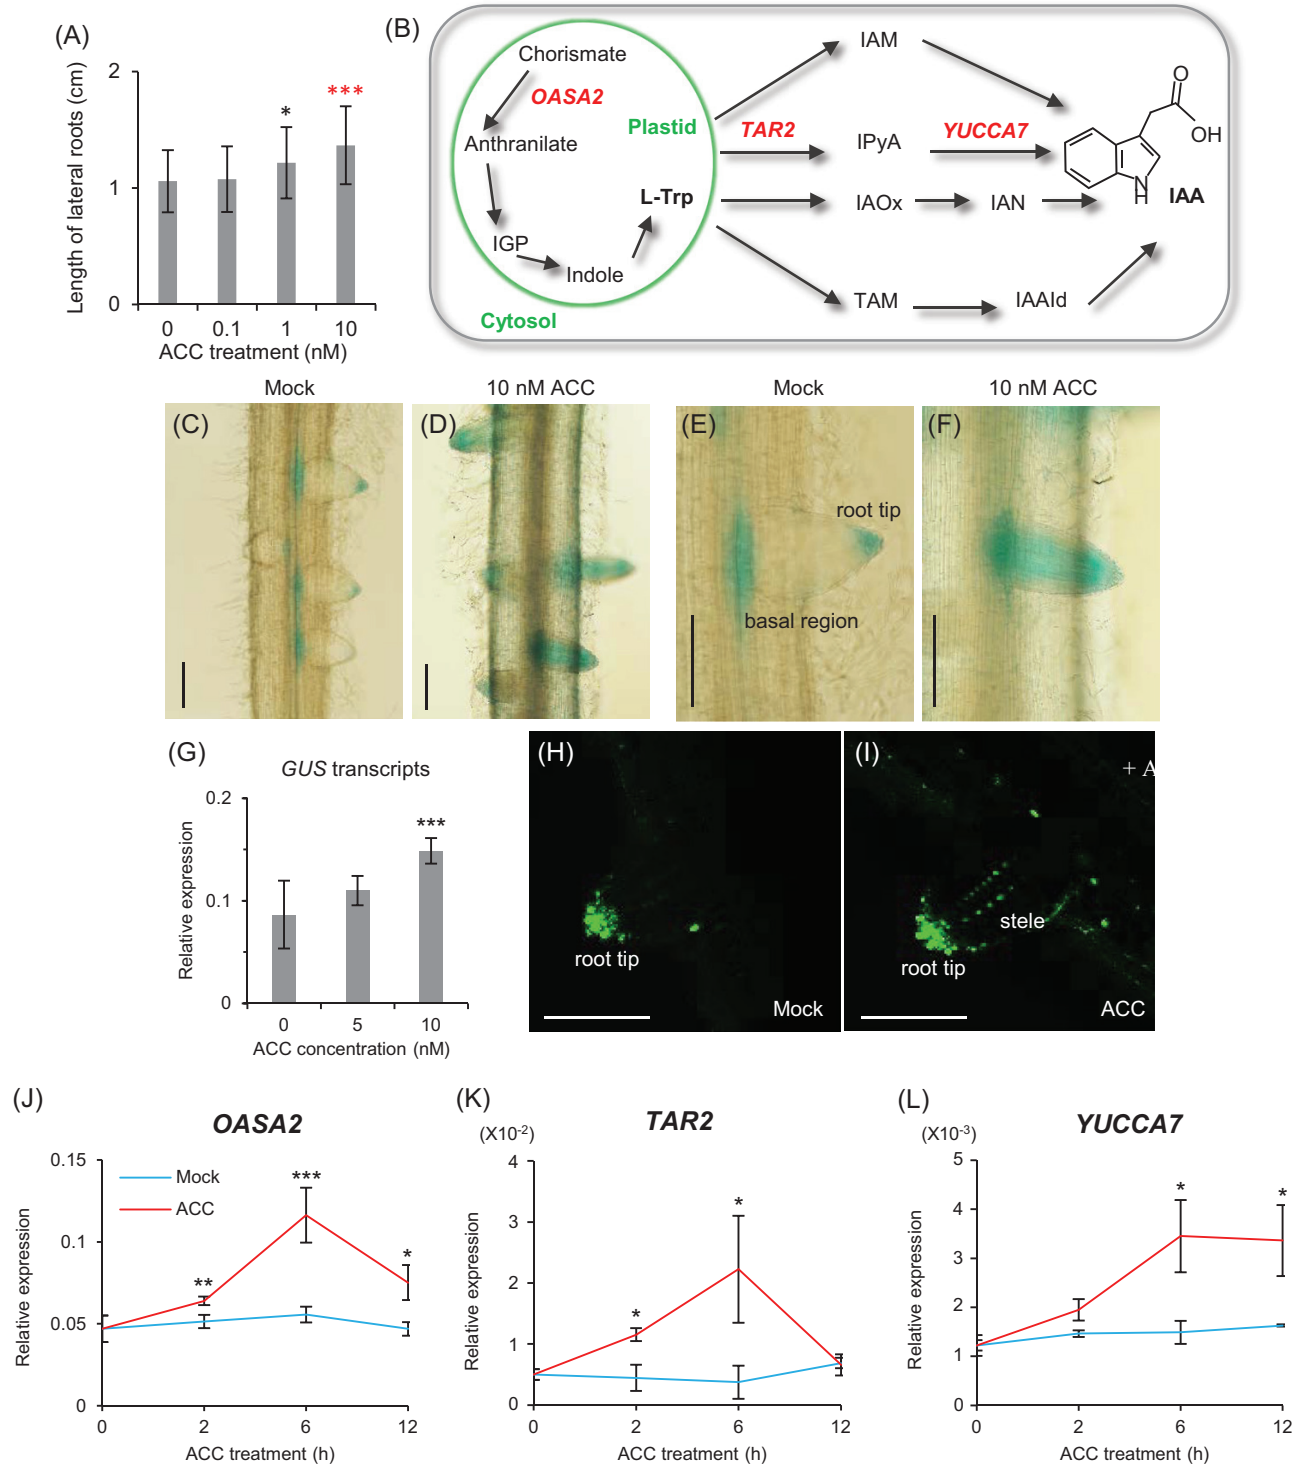 (A)
Length of lateral roots (cm)
2
1
0
*
***
0 0.1 1 10
ACC treatment (nM)
(B)
Chorismate
OASA2
Anthranilate
Plastid
L-Trp
IGP
Indole
Cytosol
IAM
TAR2
IPyA
YUCCA7
IAOx
IAN
TAM
IAAld
O
OH
N
H
IAA
Mock
10 nM ACC
Mock
10 nM ACC
(C)
(D)
(E)
root tip
basal region
(F)
(G)
GUS transcripts
Relative expression
0.2
0.1
0
***
0 5 10
ACC concentration (nM)
(H)
root tip
Mock
(I)
+ A
stele
root tip
ACC
(J)
OASA2
Relative expression
0.15
0.1
0.05
0
Mock
ACC
**
***
*
0 2 6 12
ACC treatment (h)
(K)
(X10-2)
TAR2
Relative expression
4
3
2
1
0
*
*
0 2 6 12
ACC treatment (h)
(L)
(X10-3)
YUCCA7
Relative expression
5
4
3
2
1
0
*
*
0 2 6 12
ACC treatment (h)